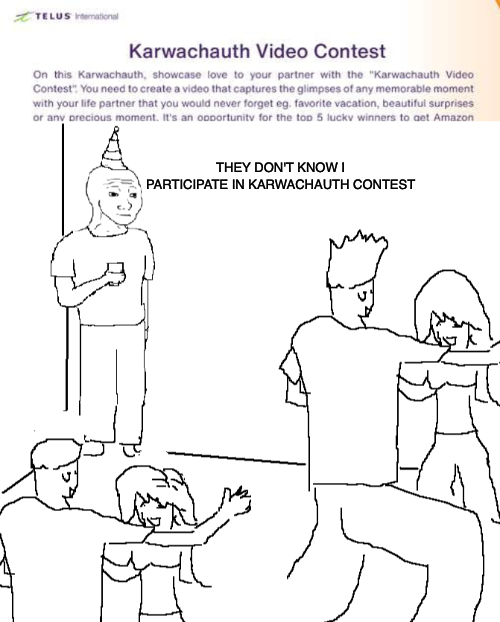 TELUS International
Karwachauth Video Contest
On this Karwachauth, showcase love to your partner with the "Karwachauth Video
Contest". You need to create a video that captures the glimpses of any memorable moment
with your life partner that you would never forget eg. favorite vacation, beautiful surprises
or any precious moment. It's an opportunity for the top 5 lucky winners to get Amazon
THEY DON'T KNOW I
PARTICIPATE IN KARWACHAUTH CONTEST